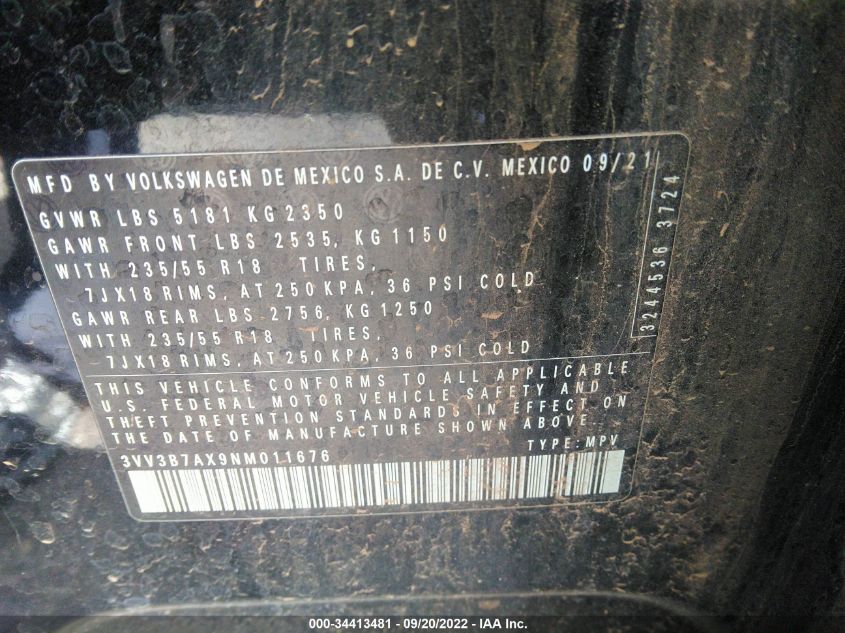 MFD BY VOLKSWAGEN DE MEXICO S.A. DE C.V. MEXICO 09/21
GVWR LBS 5181 KG 2350
GAWR FRONT LBS 2535, KG 1150
WITH 235/55 R18 TIRES,
7JX18 RIMS, AT 250 KPA, 36 PSI COLD
GAWR REAR LBS 2756, KG 1250
WITH 235/55 R18 TIRES,
7JX18 RIMS, AT 250 KPA, 36 PSI COLD
THIS VEHICLE CONFORMS TO ALL APPLICABLE
U.S. FEDERAL MOTOR VEHICLE SAFETY AND
THEFT PREVENTION STANDARDS IN EFFECT ON
THE DATE OF MANUFACTURE SHOWN ABOVE.
3VV3B7AX9NM011676 TYPE: MPV
3244536 3724
000-34413481 - 09/20/2022 - IAA Inc.